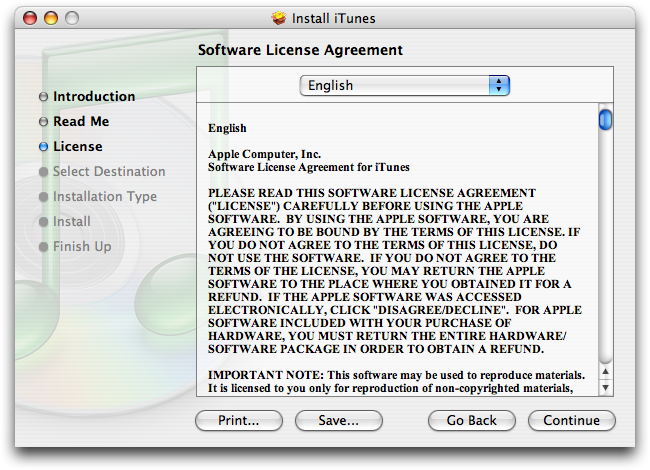 Install iTunes
Software License Agreement
Introduction
Read Me
License
Select Destination
Installation Type
Install
Finish Up
English
English
Apple Computer, Inc.
Software License Agreement for iTunes
PLEASE READ THIS SOFTWARE LICENSE AGREEMENT
("LICENSE") CAREFULLY BEFORE USING THE APPLE
SOFTWARE.  BY USING THE APPLE SOFTWARE, YOU ARE
AGREEING TO BE BOUND BY THE TERMS OF THIS LICENSE. IF
YOU DO NOT AGREE TO THE TERMS OF THIS LICENSE, DO
NOT USE THE SOFTWARE.  IF YOU DO NOT AGREE TO THE
TERMS OF THE LICENSE, YOU MAY RETURN THE APPLE
SOFTWARE TO THE PLACE WHERE YOU OBTAINED IT FOR A
REFUND.  IF THE APPLE SOFTWARE WAS ACCESSED
ELECTRONICALLY, CLICK "DISAGREE/DECLINE".  FOR APPLE
SOFTWARE INCLUDED WITH YOUR PURCHASE OF
HARDWARE, YOU MUST RETURN THE ENTIRE HARDWARE/
SOFTWARE PACKAGE IN ORDER TO OBTAIN A REFUND.
IMPORTANT NOTE: This software may be used to reproduce materials.
It is licensed to you only for reproduction of non-copyrighted materials,
Print...
Save...
Go Back
Continue